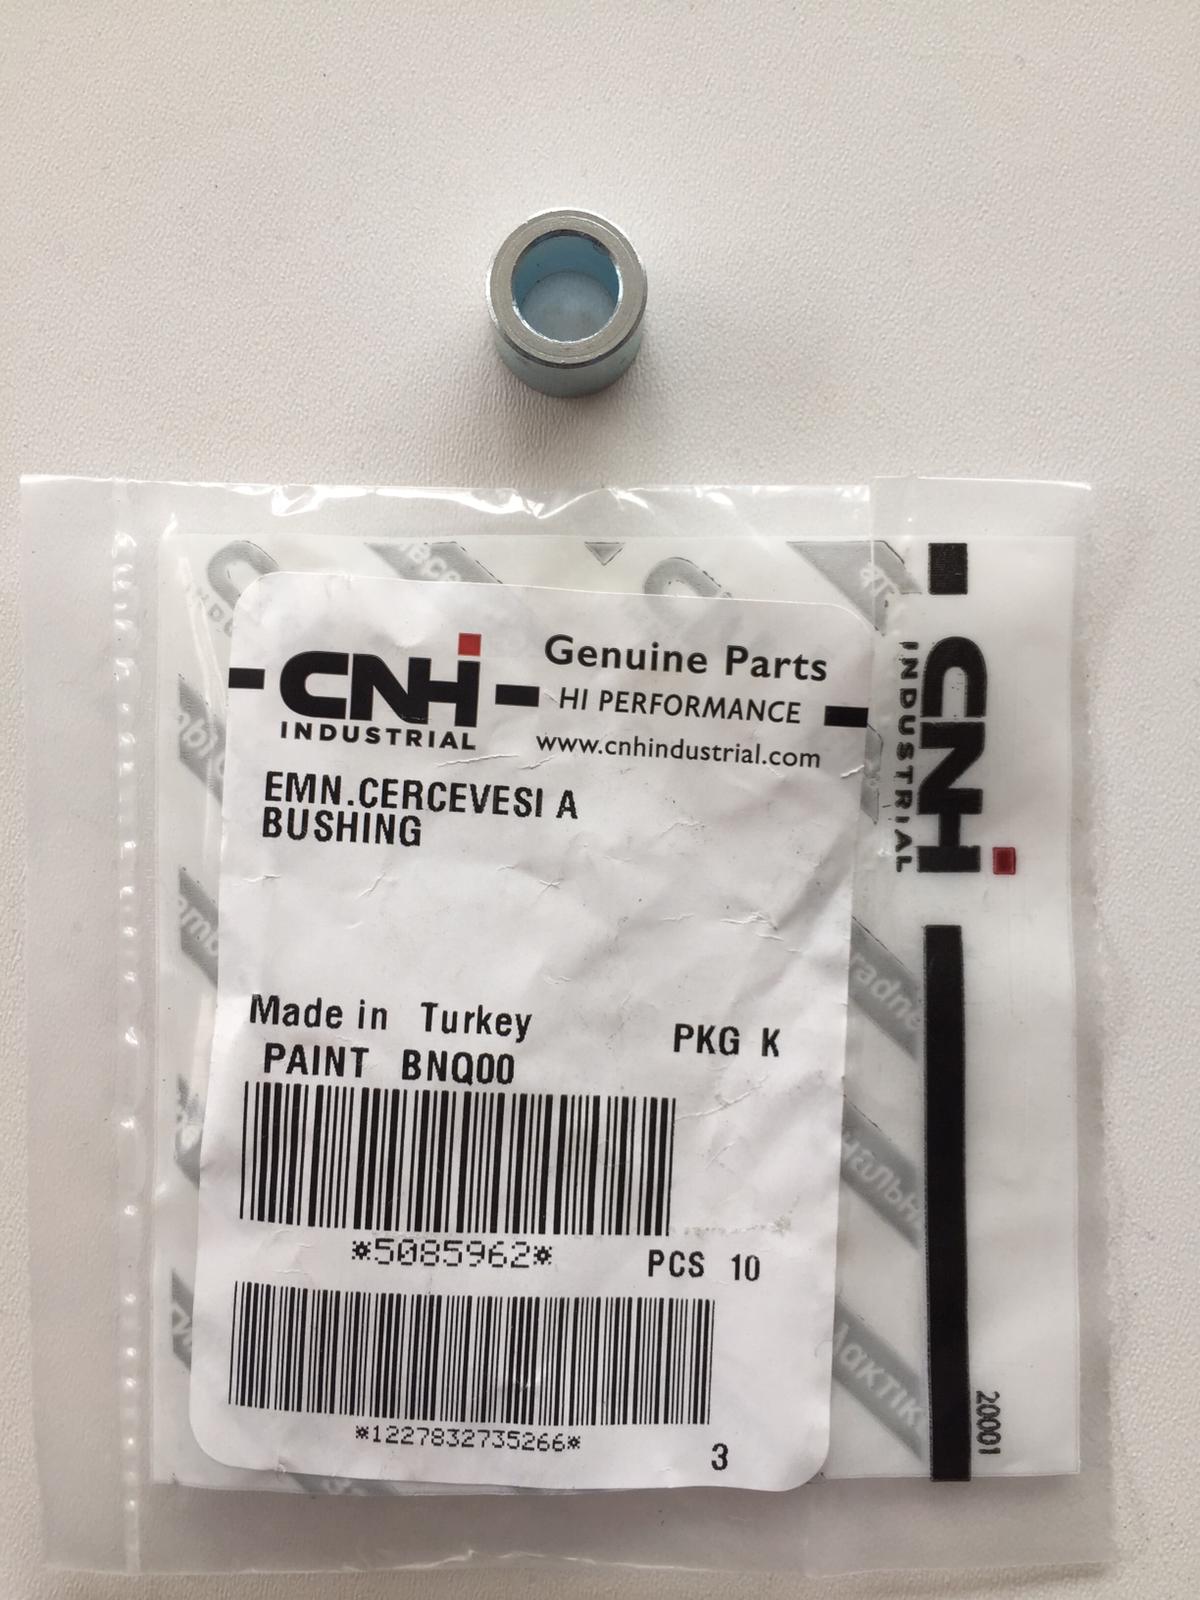 CNH
INDUSTRIAL
Genuine Parts
HI PERFORMANCE
www.cnhindustrial.com
EMN.CERCEVESI A
BUSHING
Made in Turkey
PKG K
PAINT BNQ00
*5085962*
PCS 10
*1227832735266*
3
CNH
INDUSTRIAL
20001